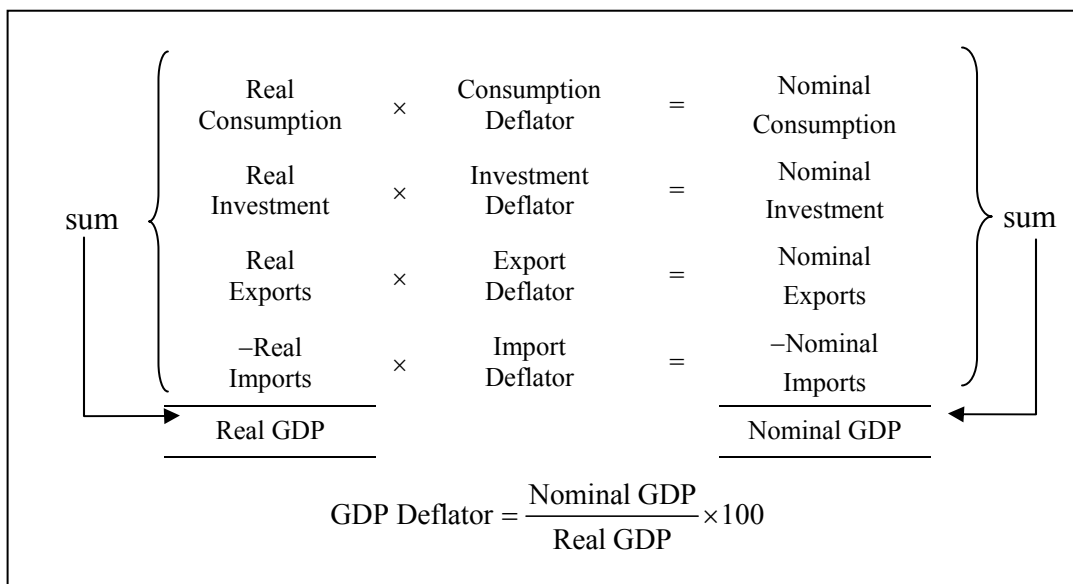 Real Consumption × Consumption Deflator = Nominal Consumption
Real Investment × Investment Deflator = Nominal Investment
sum
sum
Real Exports × Export Deflator = Nominal Exports
−Real Imports × Import Deflator = −Nominal Imports
Real GDP Nominal GDP
GDP Deflator = Nominal GDP / Real GDP ×100